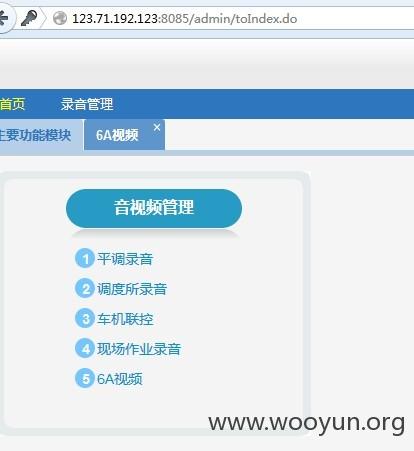 123.71.192.123:8085/admin/toIndex.do
首页 录音管理
主要功能模块 6A视频 ×
音视频管理
1 平调录音
2 调度所录音
3 车机联控
4 现场作业录音
5 6A视频
www.wooyun.org